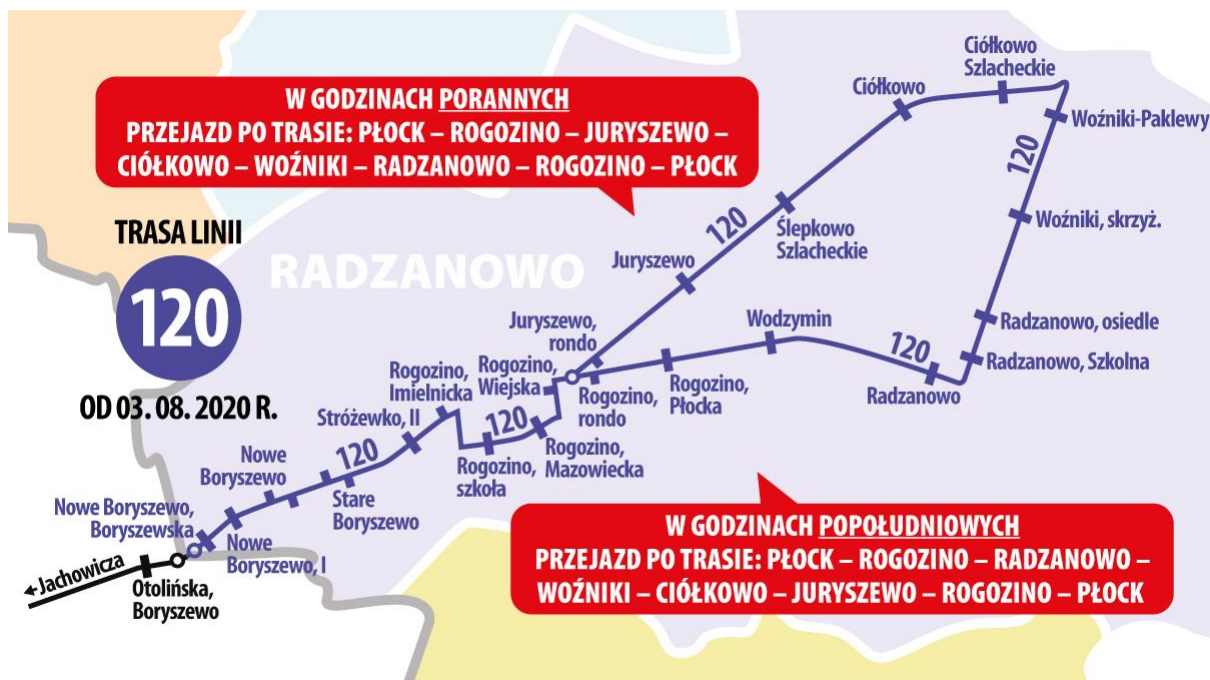 W GODZINACH PORANNYCH
PRZEJAZD PO TRASIE: PŁOCK – ROGOZINO – JURYSZEWO –
CIÓŁKOWO – WOŹNIKI – RADZANOWO – ROGOZINO – PŁOCK
TRASA LINII
120
OD 03. 08. 2020 R.
RADZANOWO
Ciółkowo
Szlacheckie
Ciółkowo
Woźniki-Paklewy
120
Woźniki, skrzyż.
120
Ślepkowo
Szlacheckie
Juryszewo
Radzanowo, osiedle
Radzanowo, Szkolna
Wodzymin
120
Radzanowo
Juryszewo,
rondo
Rogozino,
Płocka
Rogozino,
rondo
Rogozino,
Wiejska
Rogozino,
Imielnicka
120
Rogozino,
Mazowiecka
Rogozino,
szkoła
Stróżewko, II
120
Nowe
Boryszewo
Stare
Boryszewo
Nowe Boryszewo,
Boryszewska
Nowe
Boryszewo, I
←Jachowicza
Otolińska,
Boryszewo
W GODZINACH POPOŁUDNIOWYCH
PRZEJAZD PO TRASIE: PŁOCK – ROGOZINO – RADZANOWO –
WOŹNIKI – CIÓŁKOWO – JURYSZEWO – ROGOZINO – PŁOCK